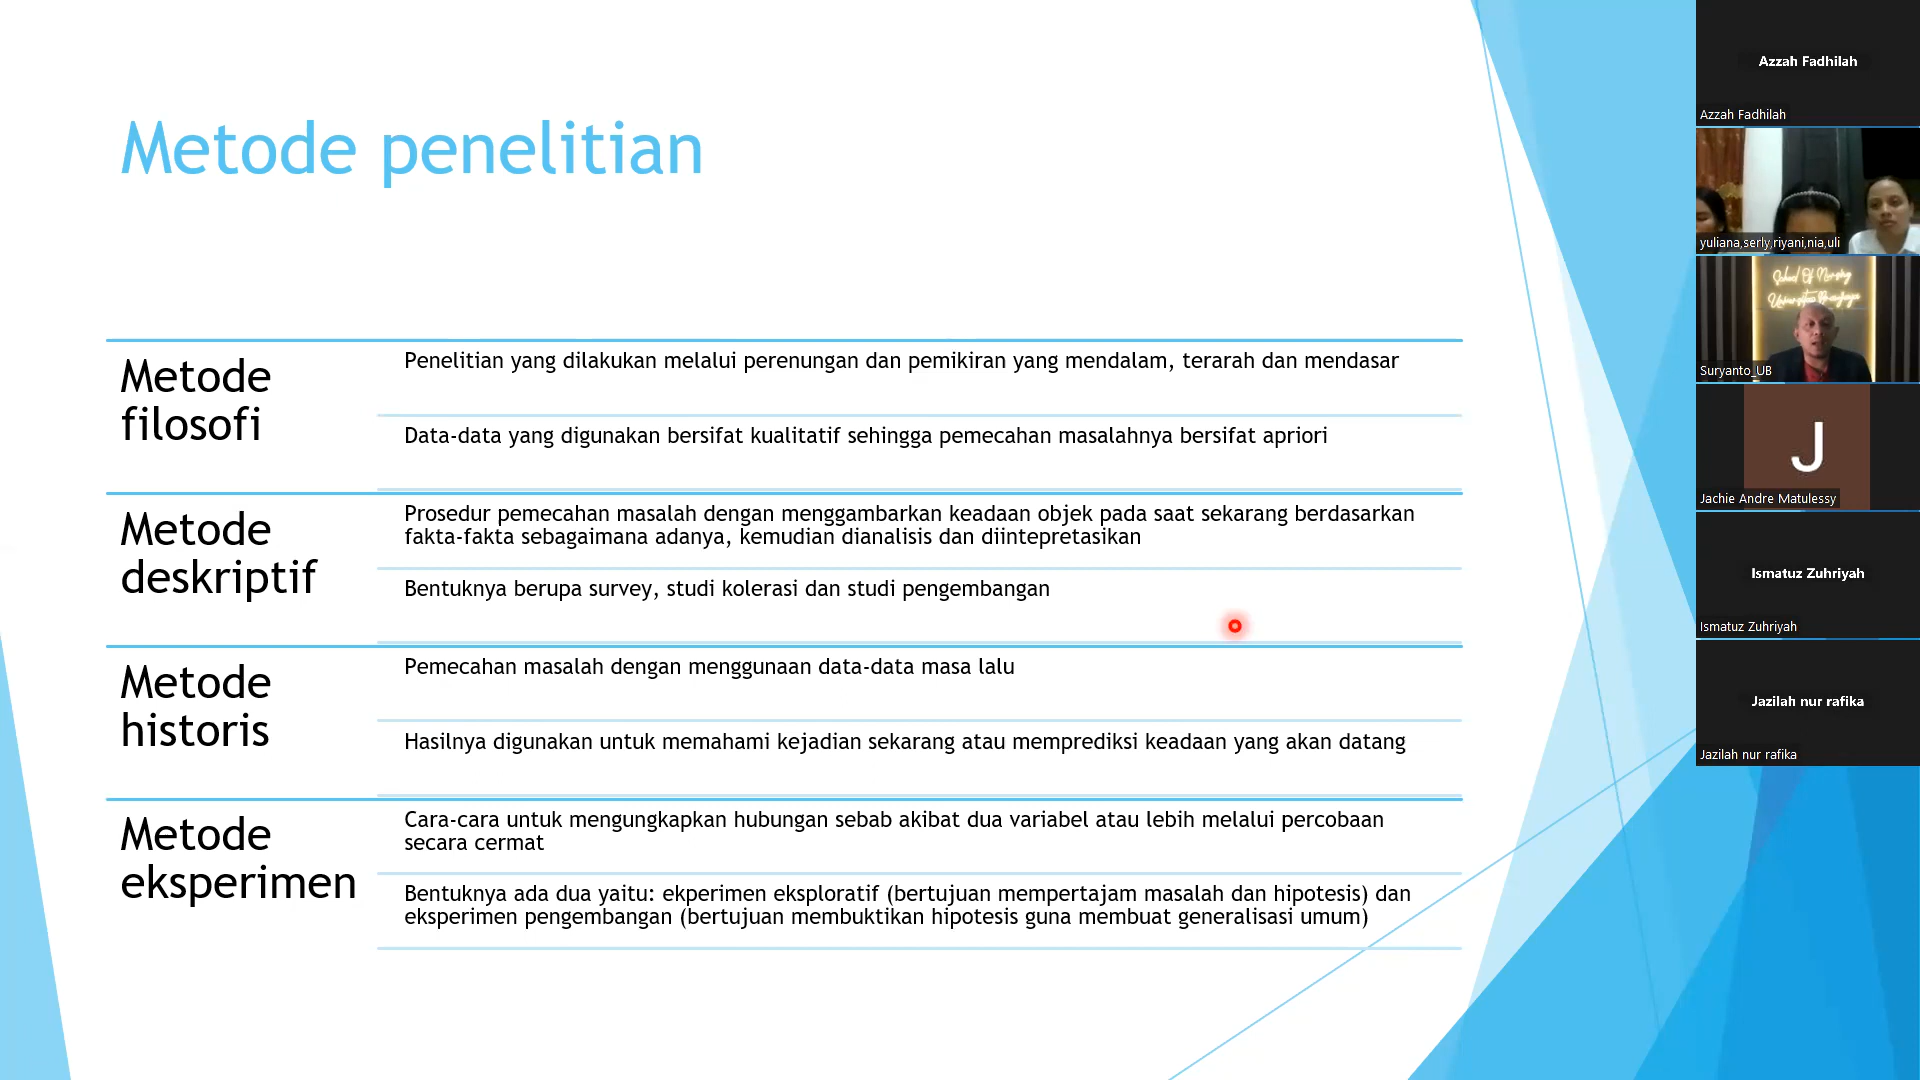 Metode penelitian
Metode
filosofi
Penelitian yang dilakukan melalui perenungan dan pemikiran yang mendalam, terarah dan mendasar
Data-data yang digunakan bersifat kualitatif sehingga pemecahan masalahnya bersifat apriori
Metode
deskriptif
Prosedur pemecahan masalah dengan menggambarkan keadaan objek pada saat sekarang berdasarkan
fakta-fakta sebagaimana adanya, kemudian dianalisis dan diintepretasikan
Bentuknya berupa survey, studi kolerasi dan studi pengembangan
Metode
historis
Pemecahan masalah dengan menggunaan data-data masa lalu
Hasilnya digunakan untuk memahami kejadian sekarang atau memprediksi keadaan yang akan datang
Metode
eksperimen
Cara-cara untuk mengungkapkan hubungan sebab akibat dua variabel atau lebih melalui percobaan
secara cermat
Bentuknya ada dua yaitu: ekperimen eksploratif (bertujuan mempertajam masalah dan hipotesis) dan
eksperimen pengembangan (bertujuan membuktikan hipotesis guna membuat generalisasi umum)
Azzah Fadhilah
Azzah Fadhilah
yuliana,serly,riyani,nia,uli
School Of Nursing
Universitas Brawijaya
Suryanto_UB
J
Jachie Andre Matulessy
Ismatuz Zuhriyah
Ismatuz Zuhriyah
Jazilah nur rafika
Jazilah nur rafika